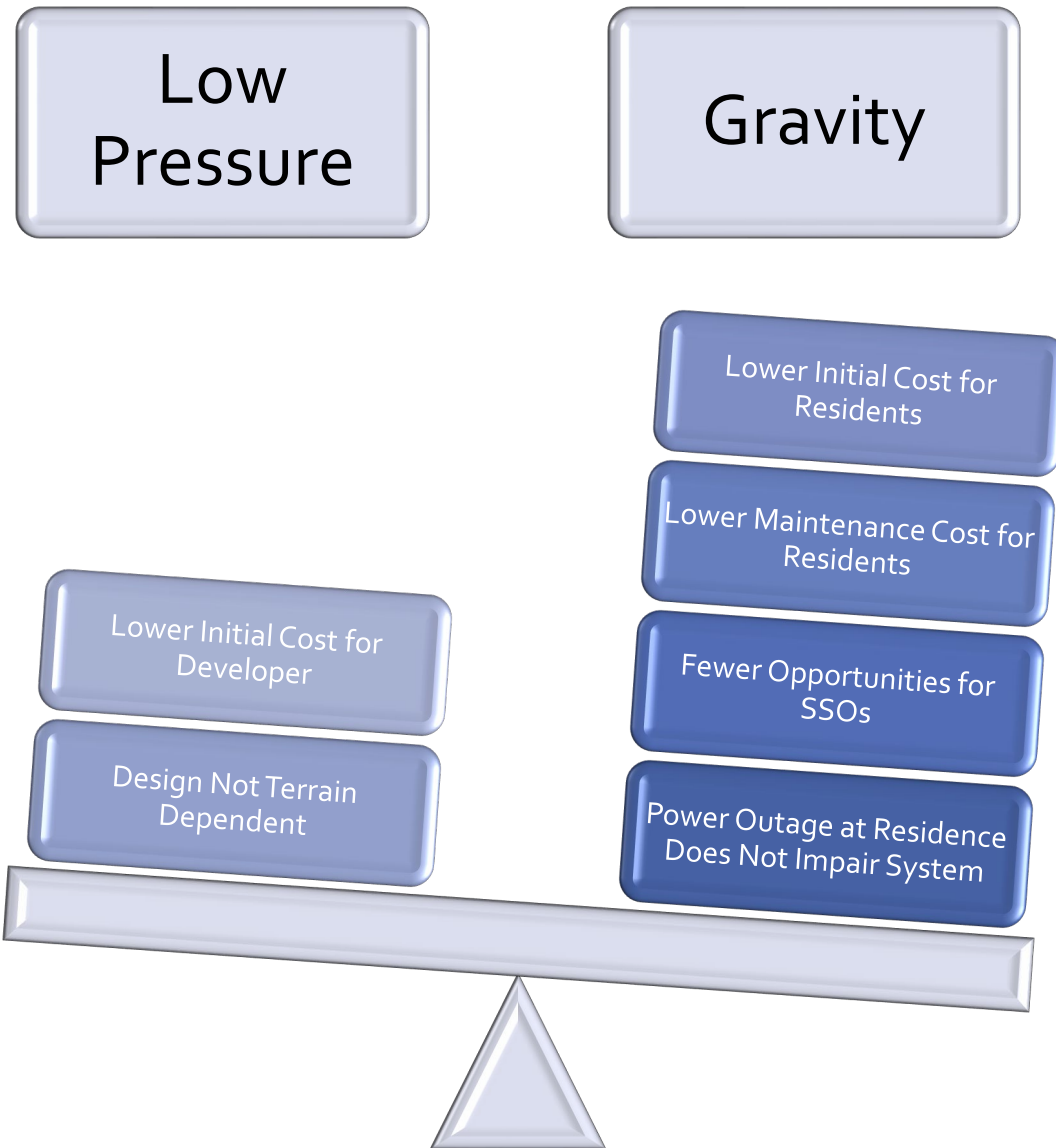 Low
Pressure
Gravity
Lower Initial Cost for
Residents
Lower Maintenance Cost for
Residents
Fewer Opportunities for
SSOs
Power Outage at Residence
Does Not Impair System
Lower Initial Cost for
Developer
Design Not Terrain
Dependent